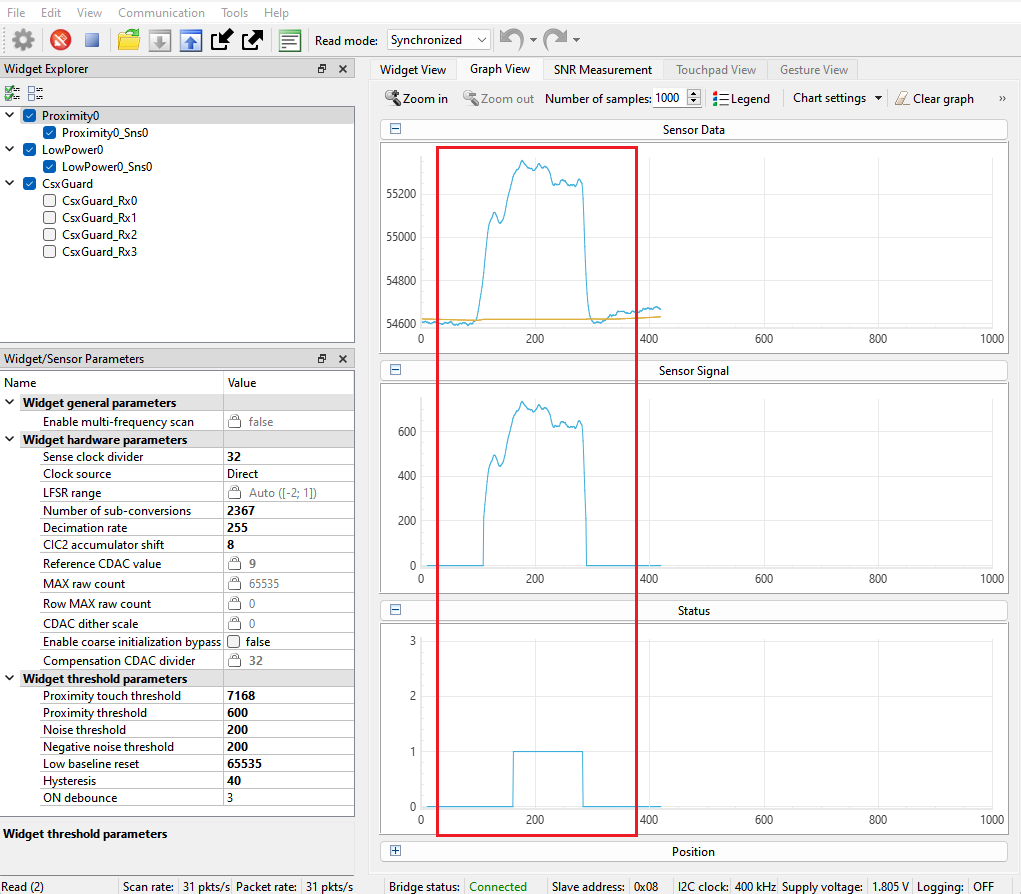 File Edit View Communication Tools Help
Read mode: Synchronized
Widget Explorer
Proximity0
Proximity0_Sns0
LowPower0
LowPower0_Sns0
CsxGuard
CsxGuard_Rx0
CsxGuard_Rx1
CsxGuard_Rx2
CsxGuard_Rx3
Widget/Sensor Parameters
Name Value
Widget general parameters
Enable multi-frequency scan false
Widget hardware parameters
Sense clock divider 32
Clock source Direct
LFSR range Auto ([-2; 1])
Number of sub-conversions 2367
Decimation rate 255
CIC2 accumulator shift 8
Reference CDAC value 9
MAX raw count 65535
Row MAX raw count 0
CDAC dither scale 0
Enable coarse initialization bypass false
Compensation CDAC divider 32
Widget threshold parameters
Proximity touch threshold 7168
Proximity threshold 600
Noise threshold 200
Negative noise threshold 200
Low baseline reset 65535
Hysteresis 40
ON debounce 3
Widget threshold parameters
Widget View Graph View SNR Measurement Touchpad View Gesture View
Zoom in Zoom out Number of samples: 1000 Legend Chart settings Clear graph »
Sensor Data
55200
55000
54800
54600
0 200 400 600 800 1000
Sensor Signal
600
400
200
0
0 200 400 600 800 1000
Status
3
2
1
0
0 200 400 600 800 1000
Position
Read (2) Scan rate: 31 pkts/s Packet rate: 31 pkts/s Bridge status: Connected Slave address: 0x08 I2C clock: 400 kHz Supply voltage: 1.805 V Logging: OFF